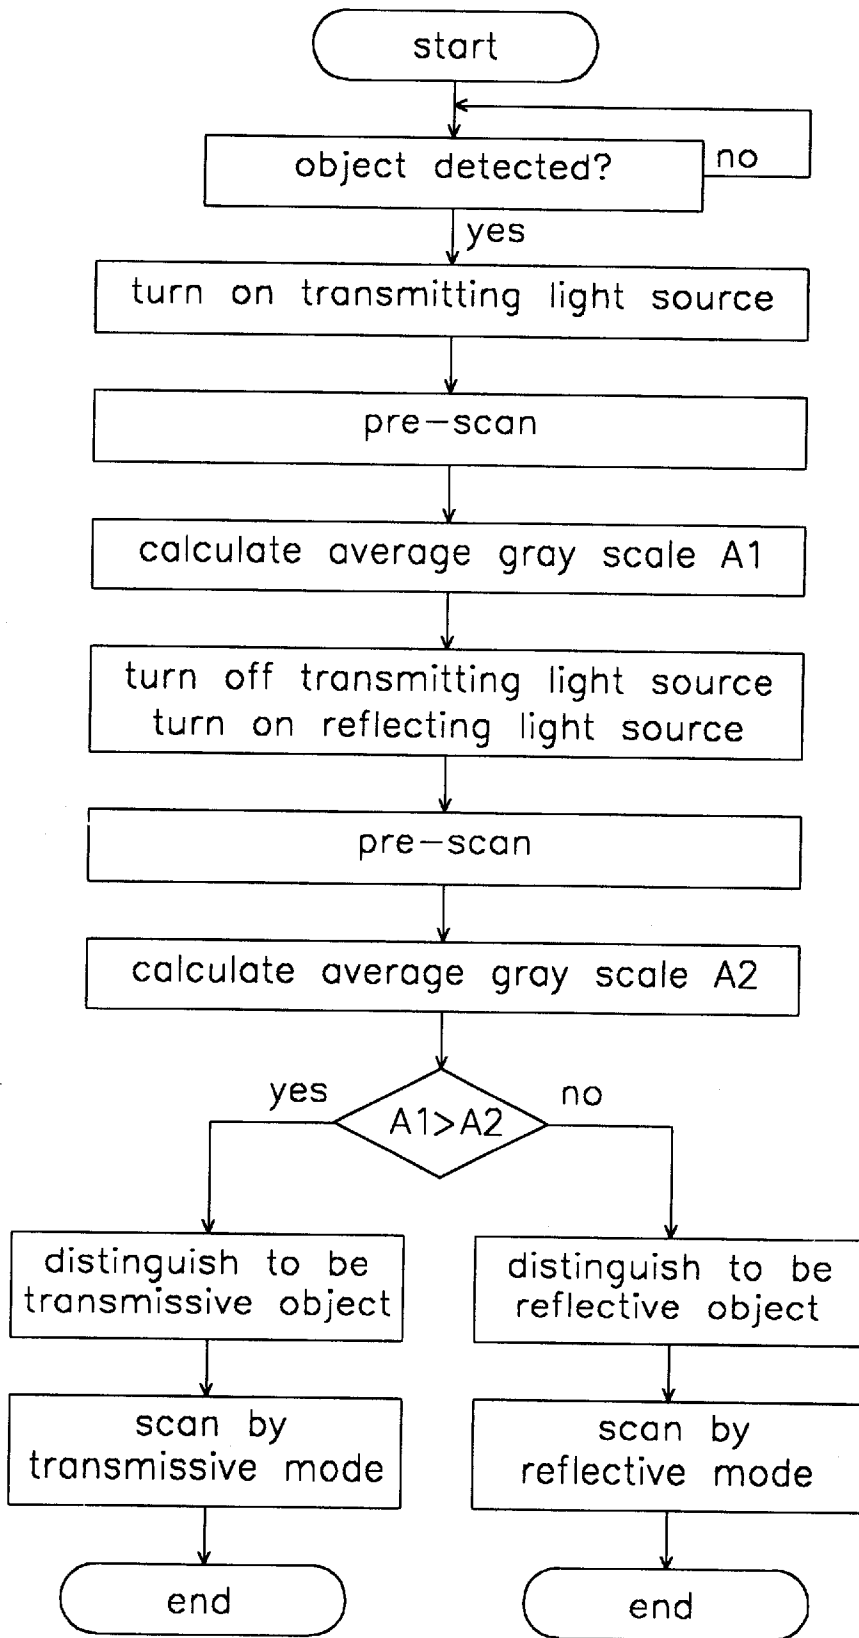 start
object detected?
no
yes
turn on transmitting light source
pre-scan
calculate average gray scale A1
turn off transmitting light source
turn on reflecting light source
pre-scan
calculate average gray scale A2
yes
A1>A2
no
distinguish to be
transmissive object
distinguish to be
reflective object
scan by
transmissive mode
scan by
reflective mode
end
end